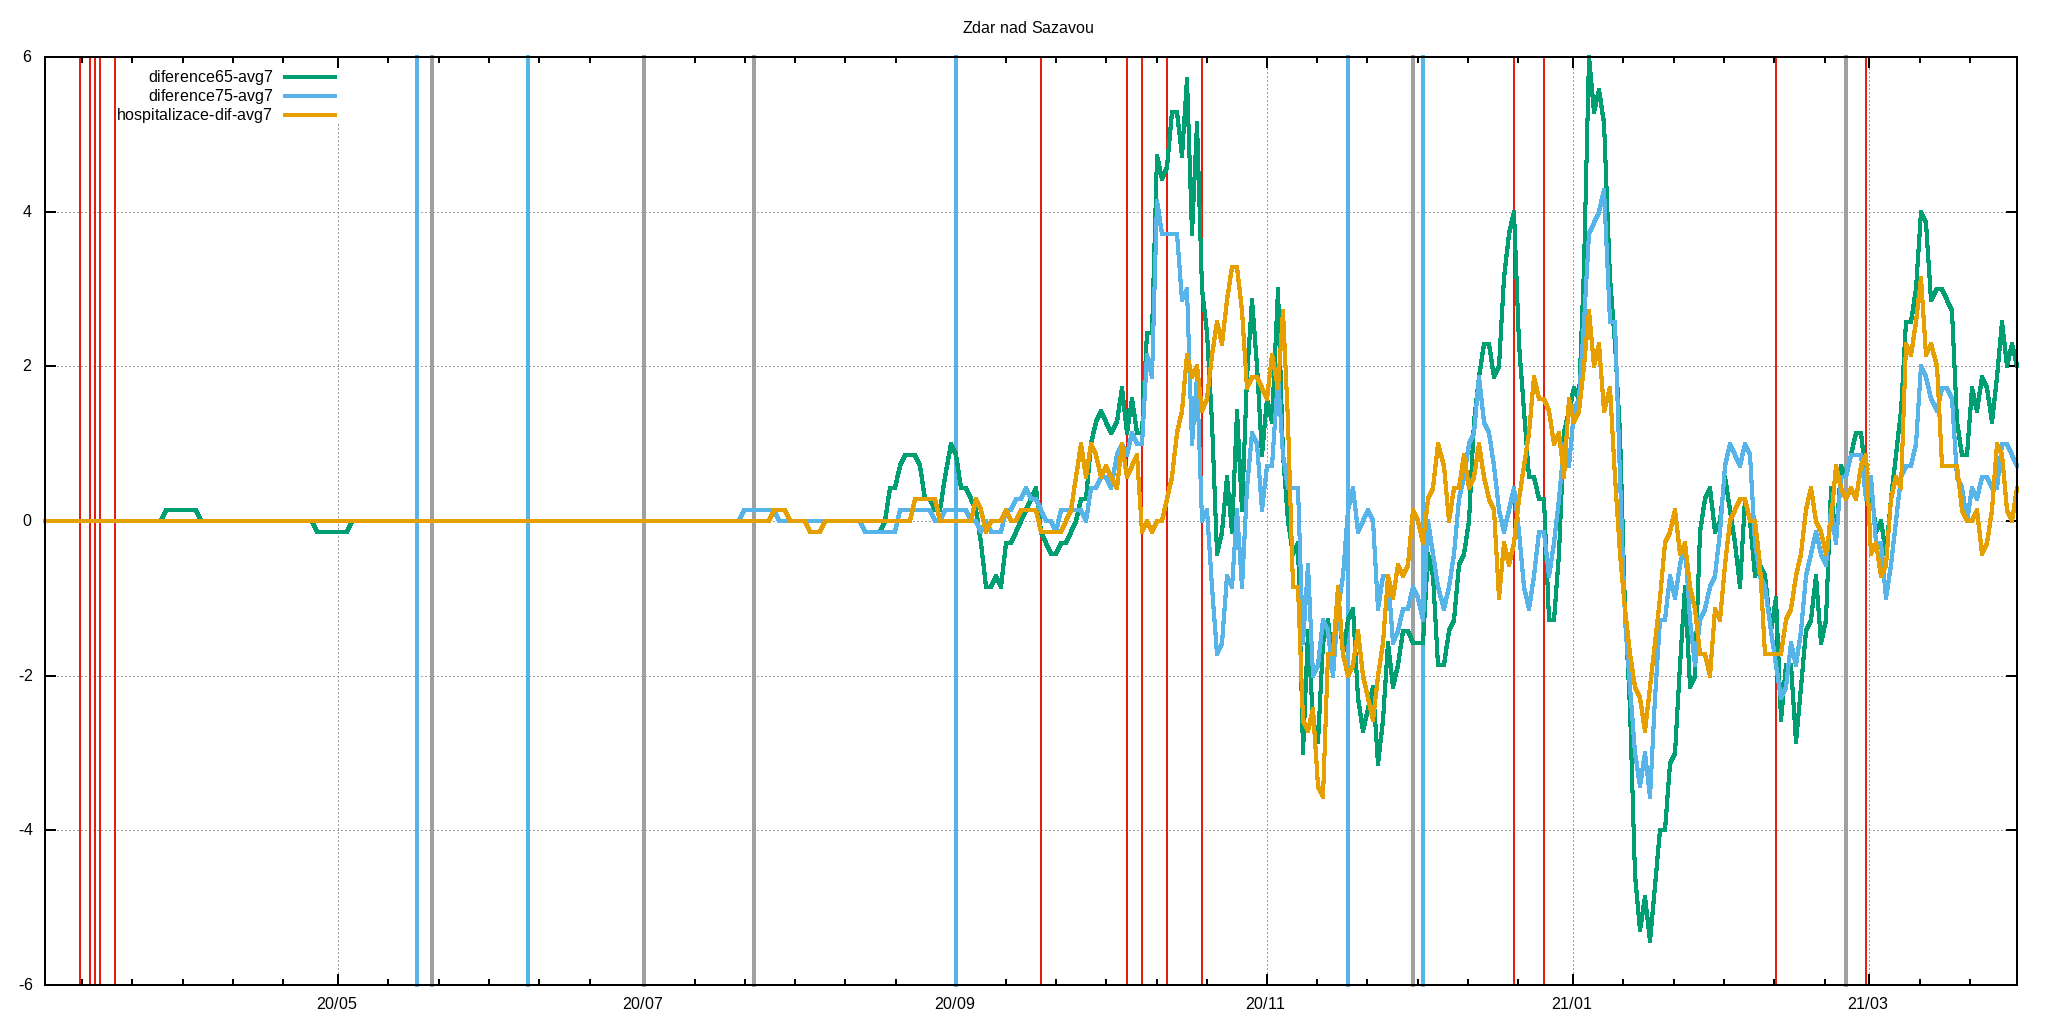 Zdar nad Sazavou
6
diference65-avg7
diference75-avg7
hospitalizace-dif-avg7
4
2
0
-2
-4
-6
20/05 20/07 20/09 20/11 21/01 21/03